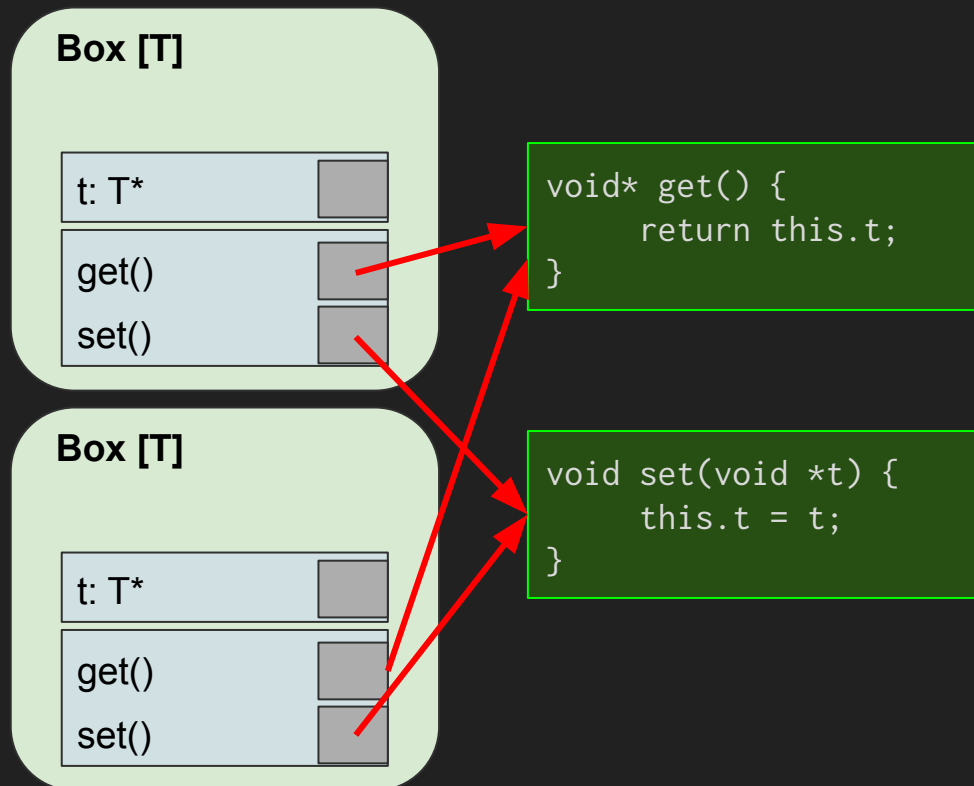 Box [T]
t: T*
get()
set()
void* get() {
return this.t;
}
Box [T]
t: T*
get()
set()
void set(void *t) {
this.t = t;
}